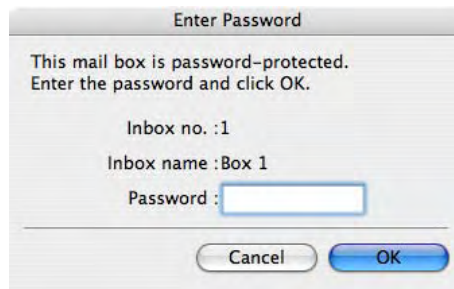 Enter Password
This mail box is password-protected.
Enter the password and click OK.
Inbox no. :1
Inbox name :Box 1
Password :
Cancel OK